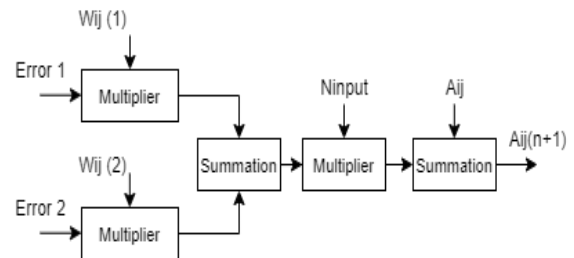 Wij (1)
Error 1
Multiplier
Ninput
Aij
Aij(n+1)
Summation
Multiplier
Summation
Wij (2)
Error 2
Multiplier